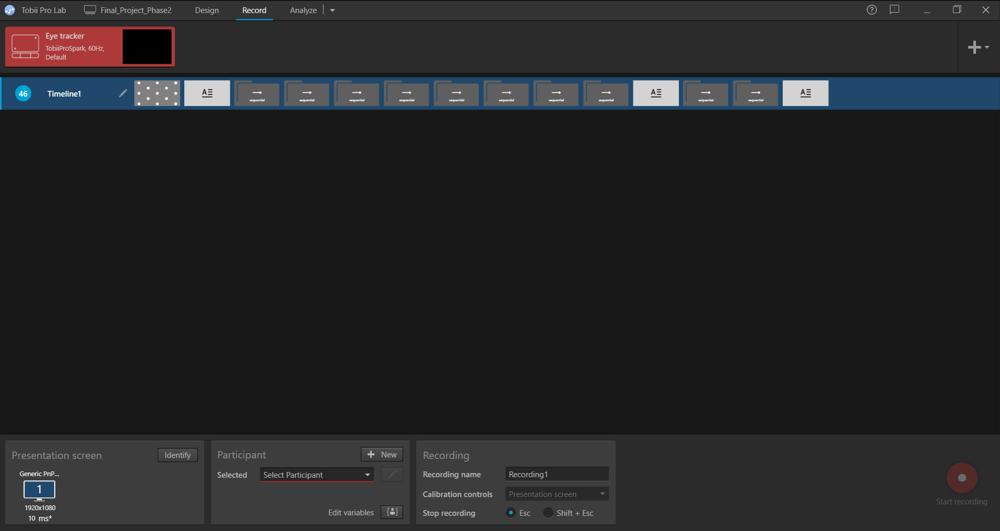 Tobii Pro Lab Final_Project_Phase2 Design Record Analyze
Eye tracker
TobiiProSpark, 60Hz,
Default
46 Timeline1
A
sequential sequential sequential sequential sequential sequential sequential sequential
A
sequential sequential
A
Presentation screen Identify
Generic PnP...
1
1920x1080
10 ms*
Participant New
Selected Select Participant
Edit variables
Recording
Recording name Recording1
Calibration controls Presentation screen
Stop recording Esc Shift + Esc
Start recording